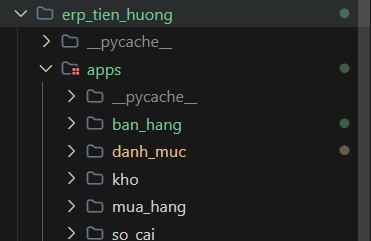 erp_tien_huong
__pycache__
apps
__pycache__
ban_hang
danh_muc
kho
mua_hang
so_cai